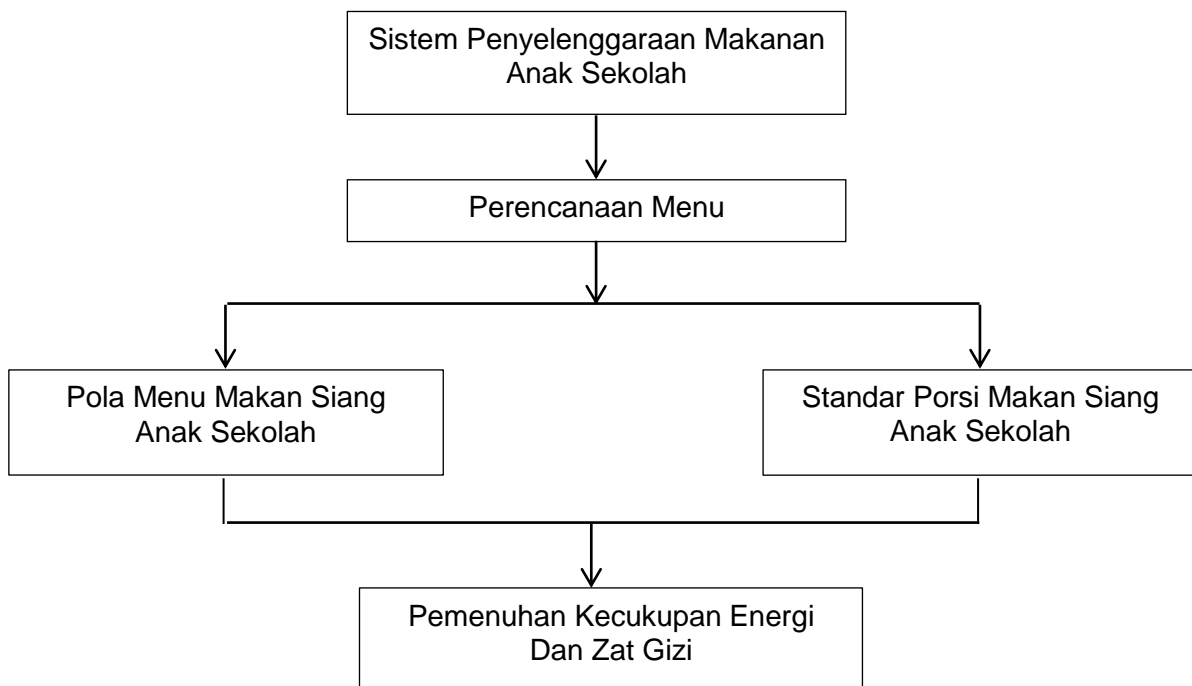 Sistem Penyelenggaraan Makanan
Anak Sekolah
Perencanaan Menu
Pola Menu Makan Siang
Anak Sekolah
Standar Porsi Makan Siang
Anak Sekolah
Pemenuhan Kecukupan Energi
Dan Zat Gizi